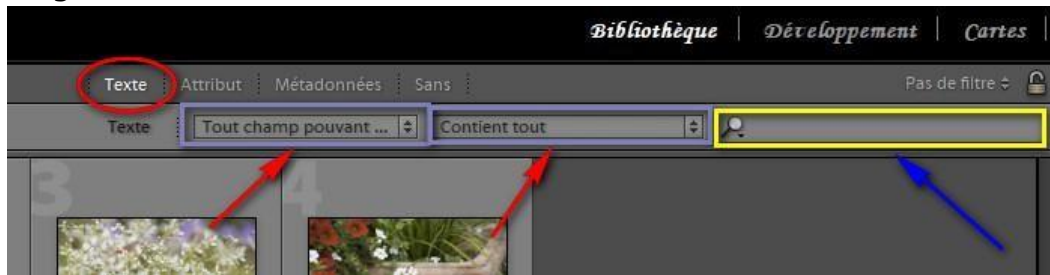 Bibliothèque | Développement | Cartes |
Texte Attribut Métadonnées Sans Pas de filtre
Texte Tout champ pouvant ... Contient tout
3 4